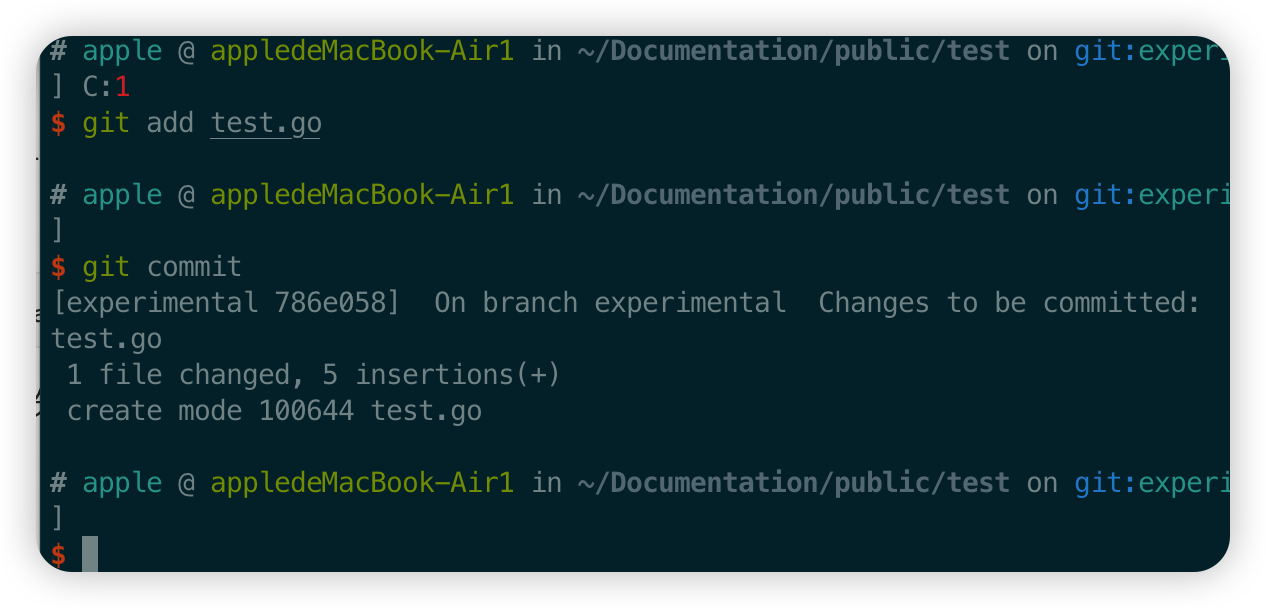 # apple @ appledeMacBook-Air1 in ~/Documentation/public/test on git:experi
] C:1
$ git add test.go
# apple @ appledeMacBook-Air1 in ~/Documentation/public/test on git:experi
]
$ git commit
[experimental 786e058]  On branch experimental  Changes to be committed:
test.go
 1 file changed, 5 insertions(+)
 create mode 100644 test.go
# apple @ appledeMacBook-Air1 in ~/Documentation/public/test on git:experi
]
$